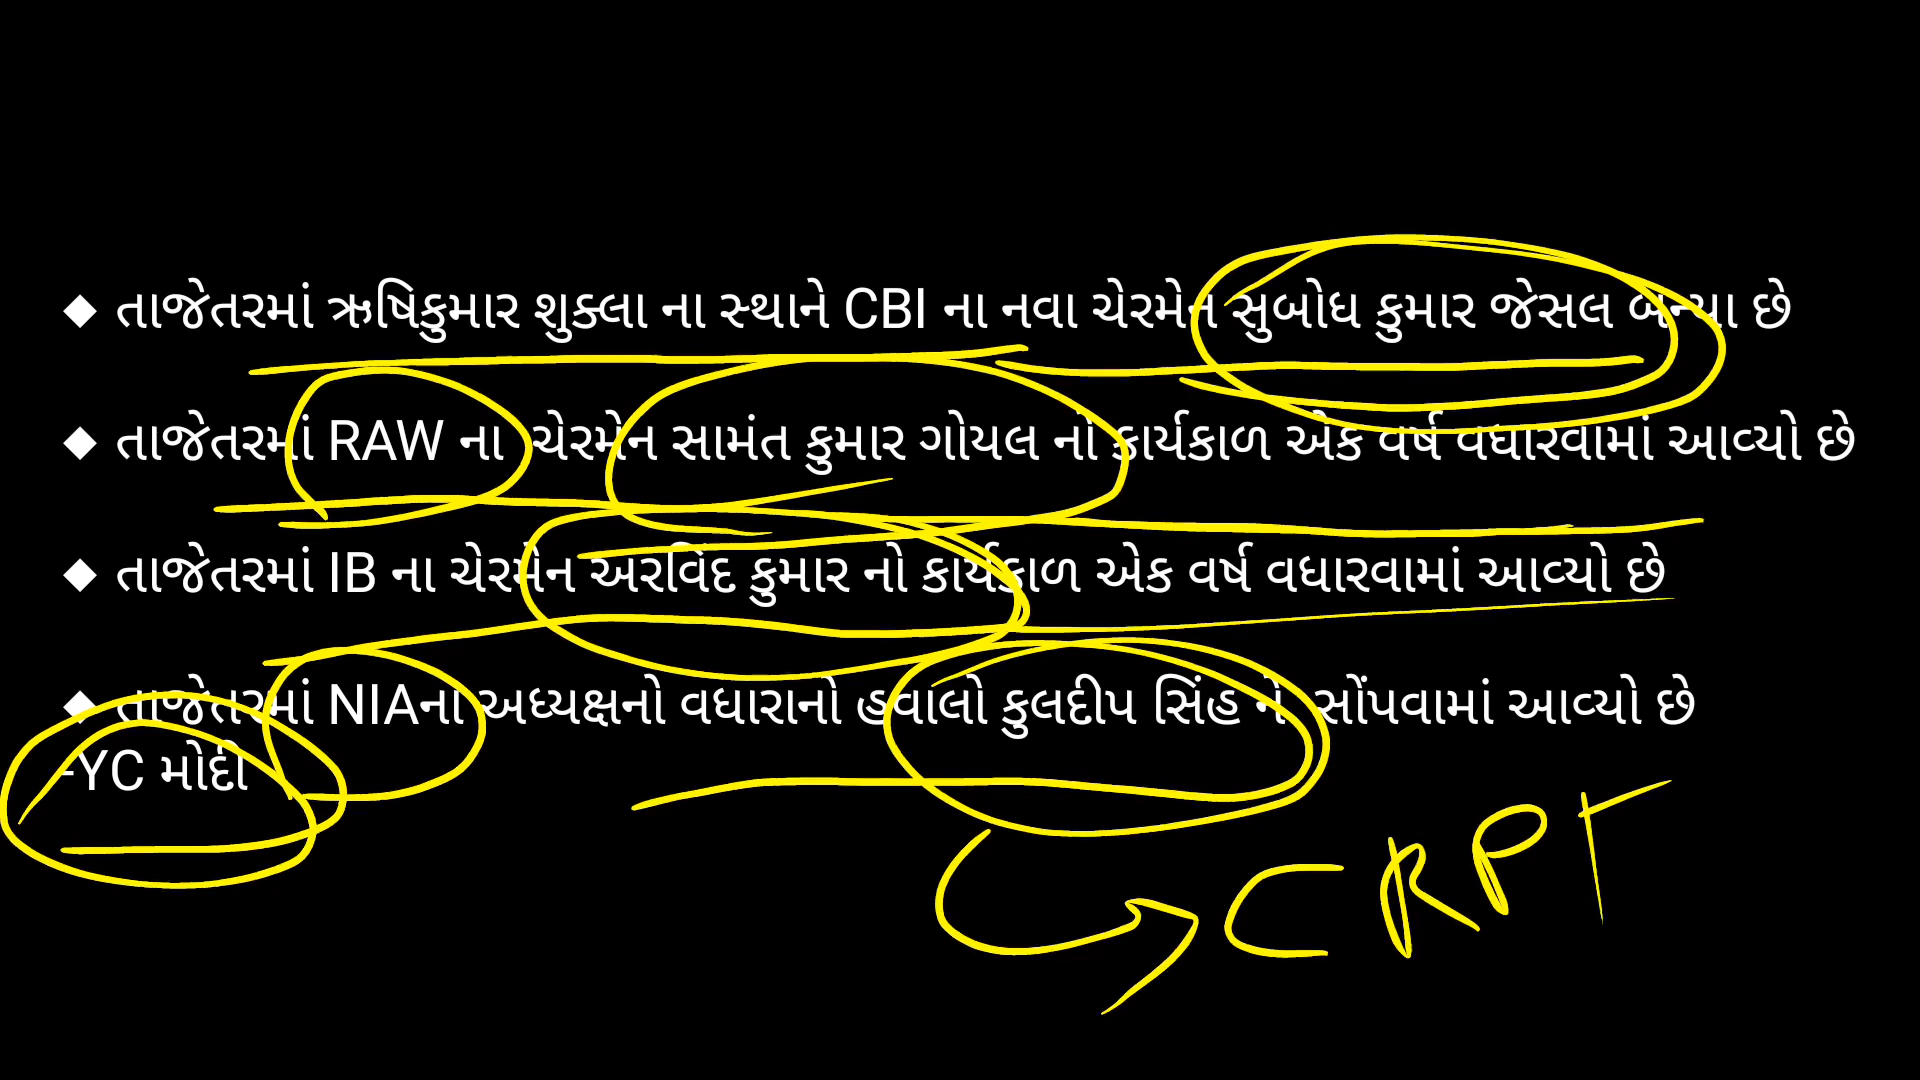 ◆ તાજેતરમાં ઋષિકુમાર શુક્લા ના સ્થાને CBI ના નવા ચેરમેન સુબોધ કુમાર જેસલ બન્યા છે
◆ તાજેતરમાં RAW ના ચેરમેન સામંત કુમાર ગોયલ નો કાર્યકાળ એક વર્ષ વધારવામાં આવ્યો છે
◆ તાજેતરમાં IB ના ચેરમેન અરવિંદ કુમાર નો કાર્યકાળ એક વર્ષ વધારવામાં આવ્યો છે
◆ તાજેતરમાં NIAના અધ્યક્ષનો વધારાનો હવાલો કુલદીપ સિંહ ને સોંપવામાં આવ્યો છે
-YC મોદી